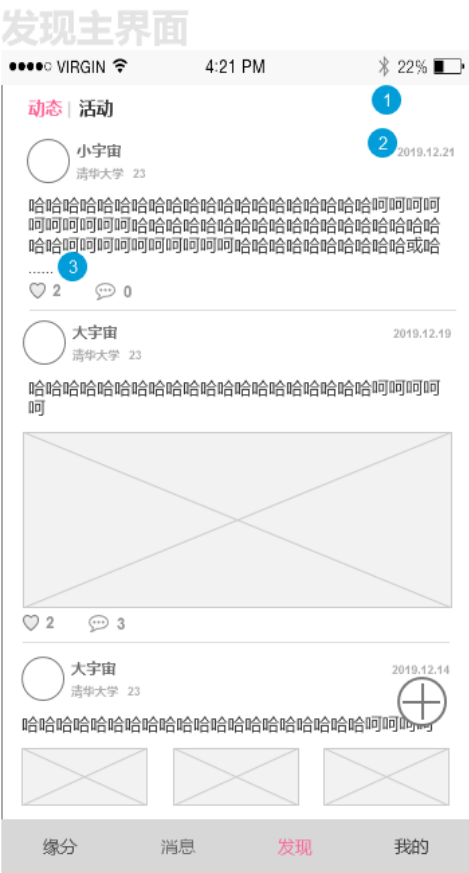 发现主界面
VIRGIN 4:21 PM 22%
动态 | 活动 1
小宇宙 2 2019.12.21
清华大学 23
哈哈哈哈哈哈哈哈哈哈哈哈哈哈哈哈哈哈哈哈呵呵呵呵
呵呵呵呵呵呵哈哈哈哈哈哈哈哈哈哈哈哈哈哈哈哈哈哈
哈哈呵呵呵呵呵呵呵呵呵呵哈哈哈哈哈哈哈哈哈哈或哈
...... 3
2 0
大宇宙 2019.12.19
清华大学 23
哈哈哈哈哈哈哈哈哈哈哈哈哈哈哈哈哈哈哈哈呵呵呵呵
呵
2 3
大宇宙 2019.12.14
清华大学 23
哈哈哈哈哈哈哈哈哈哈哈哈哈哈哈哈哈哈哈哈呵呵呵呵
缘分 消息 发现 我的